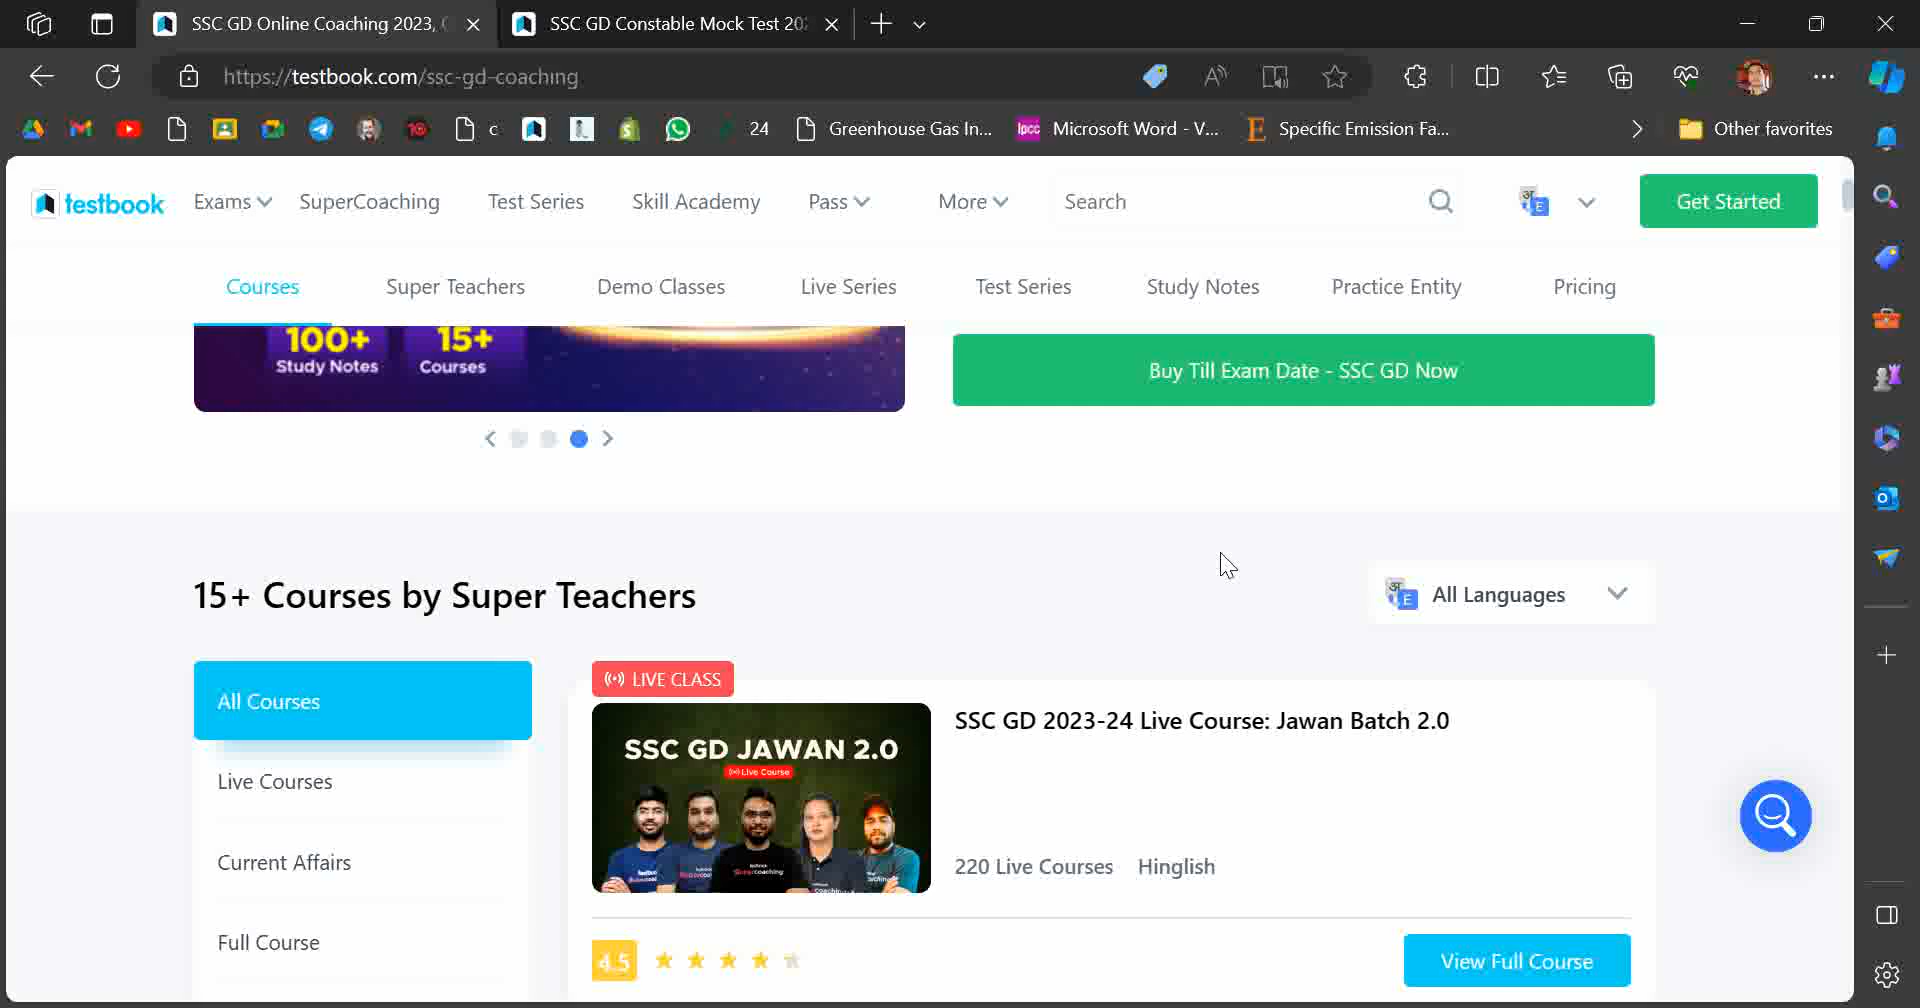 SSC GD Online Coaching 2023,
SSC GD Constable Mock Test 20
https://testbook.com/ssc-gd-coaching
c
24
Greenhouse Gas In...
Ipcc
Microsoft Word - V...
E
Specific Emission Fa...
Other favorites
testbook
Exams
SuperCoaching
Test Series
Skill Academy
Pass
More
Search
Get Started
Courses
Super Teachers
Demo Classes
Live Series
Test Series
Study Notes
Practice Entity
Pricing
100+
Study Notes
15+
Courses
Buy Till Exam Date - SSC GD Now
15+ Courses by Super Teachers
All Languages
All Courses
Live Courses
Current Affairs
Full Course
LIVE CLASS
SSC GD JAWAN 2.0
Live Course
SSC GD 2023-24 Live Course: Jawan Batch 2.0
220 Live Courses
Hinglish
4.5
View Full Course